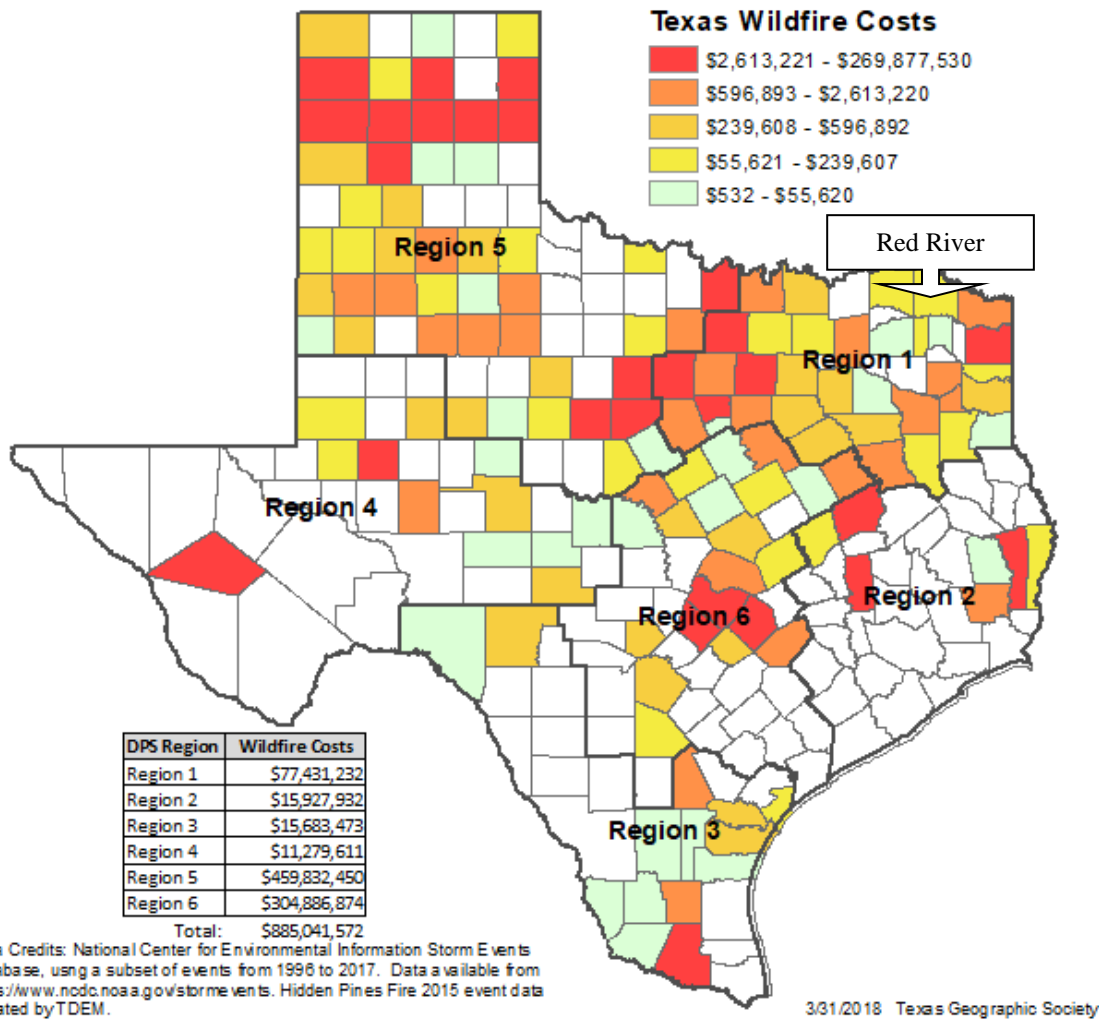 Texas Wildfire Costs
$2,613,221 - $269,877,530
$596,893 - $2,613,220
$239,608 - $596,892
$55,621 - $239,607
$532 - $55,620
Red River
Region 5
Region 1
Region 4
Region 2
Region 6
Region 3
DPS Region Wildfire Costs
Region 1 $77,431,232
Region 2 $15,927,932
Region 3 $15,683,473
Region 4 $11,279,611
Region 5 $459,832,450
Region 6 $304,886,874
Total: $885,041,572
a Credits: National Center for Environmental Information Storm Events
abase, usng a subset of events from 1996 to 2017. Data available from
s://www.ncdc.noaa.gov/stormevents. Hidden Pines Fire 2015 event data
ated by TDEM.
3/31/2018 Texas Geographic Society